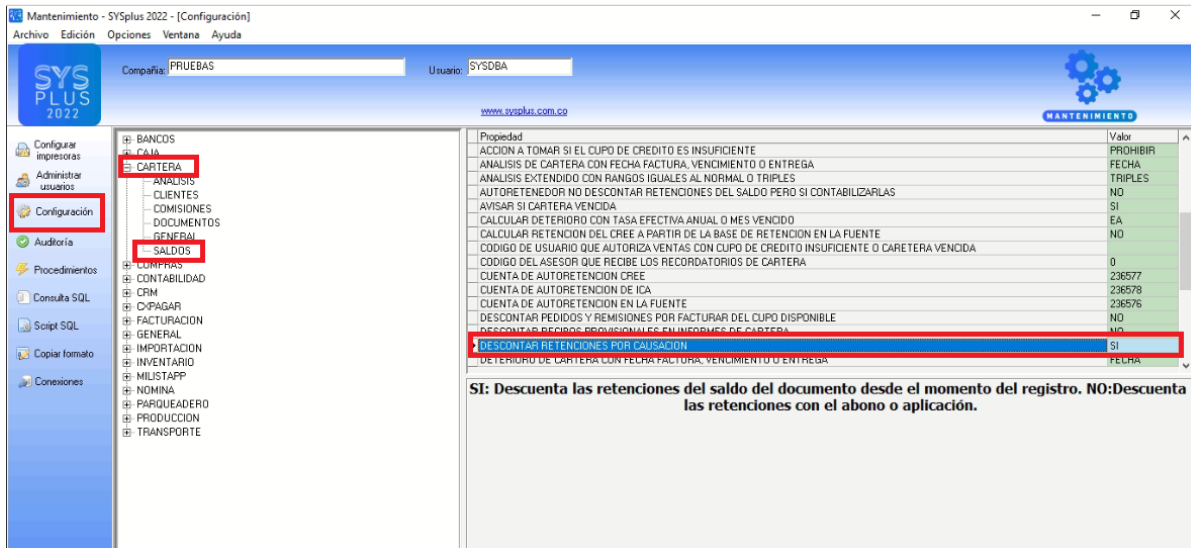 Mantenimiento - SYSplus 2022 - [Configuración]
Archivo Edición Opciones Ventana Ayuda
SYS
PLUS
2022
Compañia: PRUEBAS
Usuario: SYSDBA
www.sysplus.com.co
MANTENIMIENTO
Configurar
impresoras
Administrar
usuarios
Configuración
Auditoría
Procedimientos
Consulta SQL
Script SQL
Copiar formato
Conexiones
BANCOS
CAJA
CARTERA
ANALISIS
CLIENTES
COMISIONES
DOCUMENTOS
GENERAL
SALDOS
COMPRAS
CONTABILIDAD
CRM
CXPAGAR
FACTURACION
GENERAL
IMPORTACION
INVENTARIO
MILISTAPP
NOMINA
PARQUEADERO
PRODUCCION
TRANSPORTE
Propiedad Valor
ACCION A TOMAR SI EL CUPO DE CREDITO ES INSUFICIENTE PROHIBIR
ANALISIS DE CARTERA CON FECHA FACTURA, VENCIMIENTO O ENTREGA FECHA
ANALISIS EXTENDIDO CON RANGOS IGUALES AL NORMAL O TRIPLES TRIPLES
AUTORETENEDOR NO DESCONTAR RETENCIONES DEL SALDO PERO SI CONTABILIZARLAS NO
AVISAR SI CARTERA VENCIDA SI
CALCULAR DETERIORO CON TASA EFECTIVA ANUAL O MES VENCIDO EA
CALCULAR RETENCION DEL CREE A PARTIR DE LA BASE DE RETENCION EN LA FUENTE NO
CODIGO DE USUARIO QUE AUTORIZA VENTAS CON CUPO DE CREDITO INSUFICIENTE O CARETERA VENCIDA
CODIGO DEL ASESOR QUE RECIBE LOS RECORDATORIOS DE CARTERA 0
CUENTA DE AUTORETENCION CREE 236577
CUENTA DE AUTORETENCION DE ICA 236578
CUENTA DE AUTORETENCION EN LA FUENTE 236576
DESCONTAR PEDIDOS Y REMISIONES POR FACTURAR DEL CUPO DISPONIBLE NO
DESCONTAR RECIBOS PROVISIONALES EN INFORMES DE CARTERA NO
DESCONTAR RETENCIONES POR CAUSACION SI
DETERIORO DE CARTERA CON FECHA FACTURA, VENCIMIENTO O ENTREGA FECHA
SI: Descuenta las retenciones del saldo del documento desde el momento del registro. NO:Descuenta
las retenciones con el abono o aplicación.